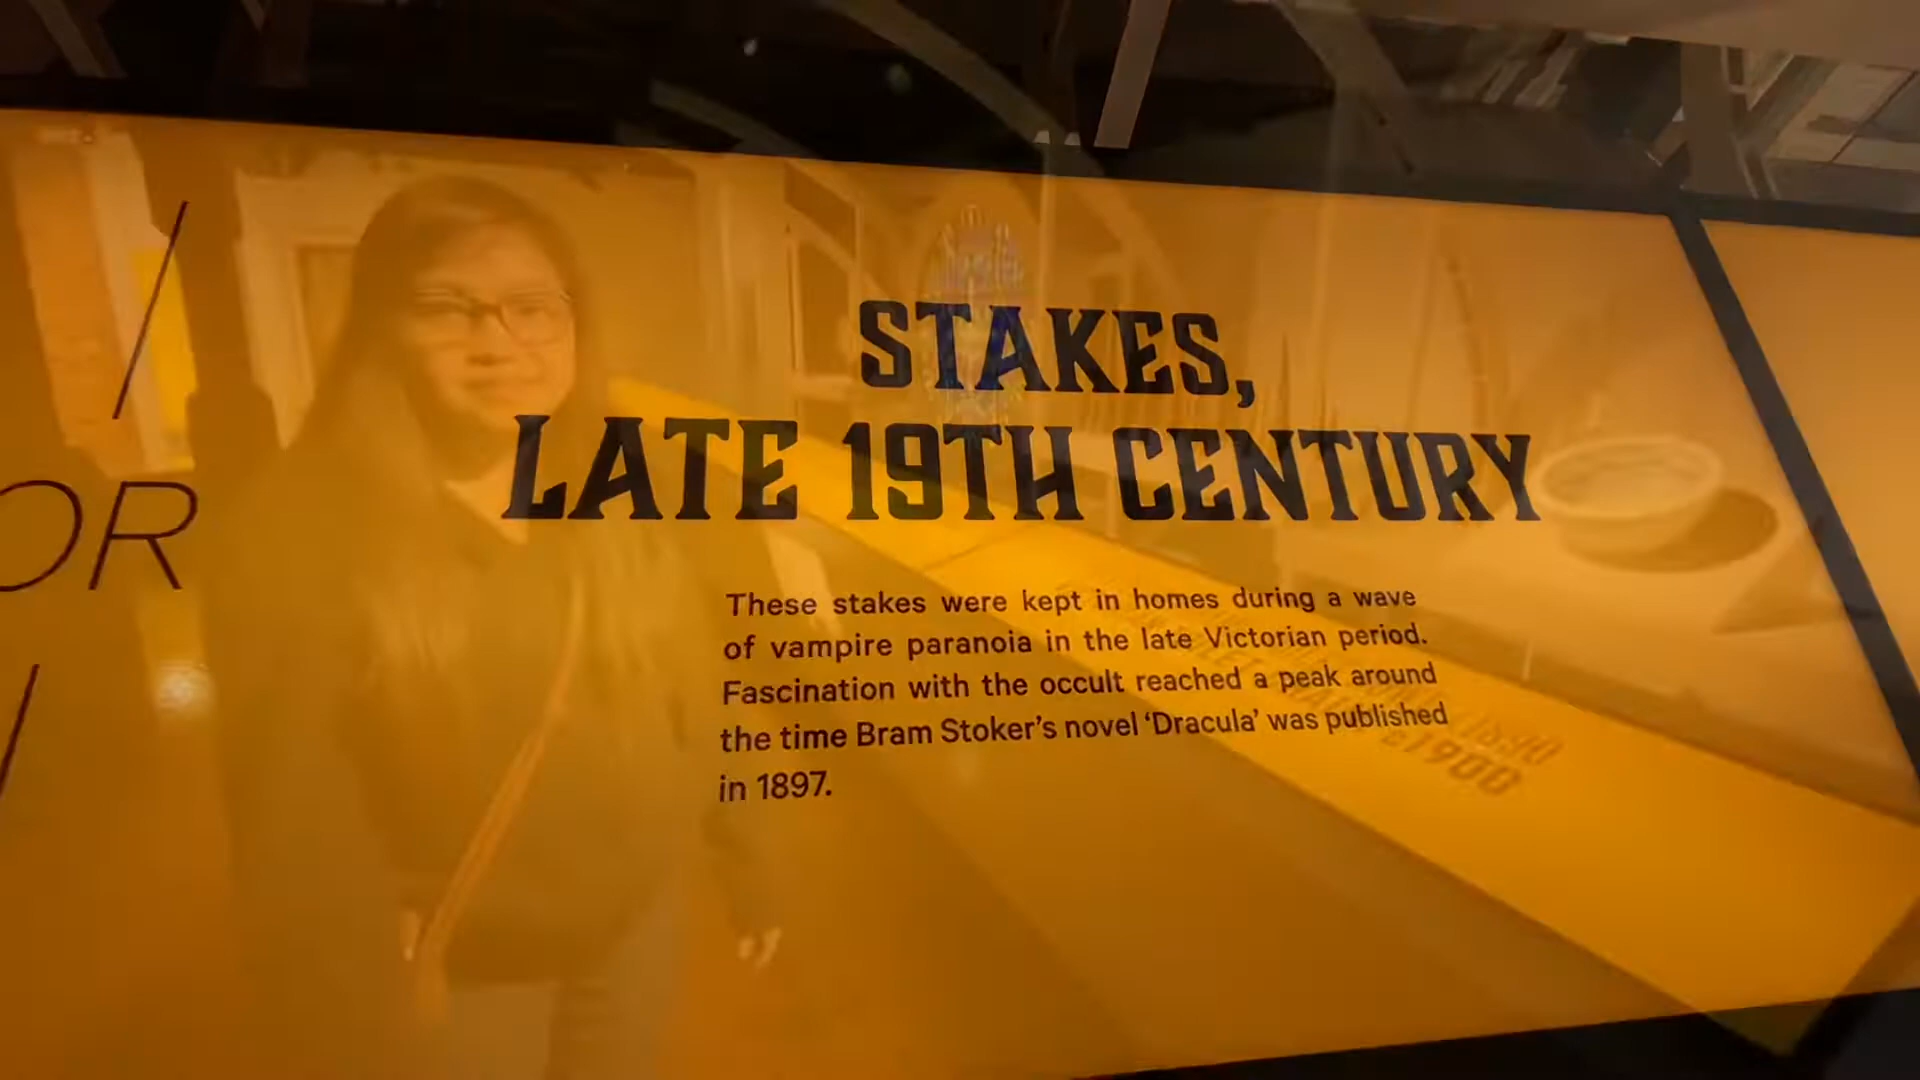 OR
STAKES,
LATE 19TH CENTURY
These stakes were kept in homes during a wave
of vampire paranoia in the late Victorian period.
Fascination with the occult reached a peak around
the time Bram Stoker's novel ‘Dracula’ was published
in 1897.
c1900